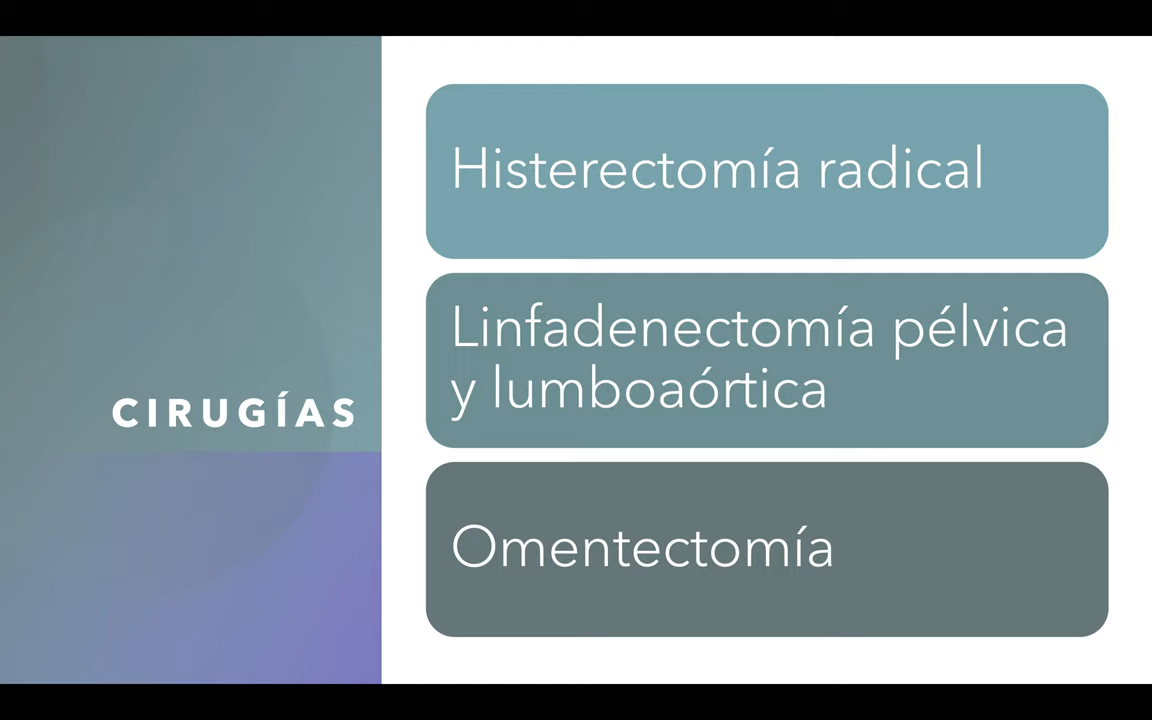 CIRUGÍAS
Histerectomía radical
Linfadenectomía pélvica
y lumboaórtica
Omentectomía